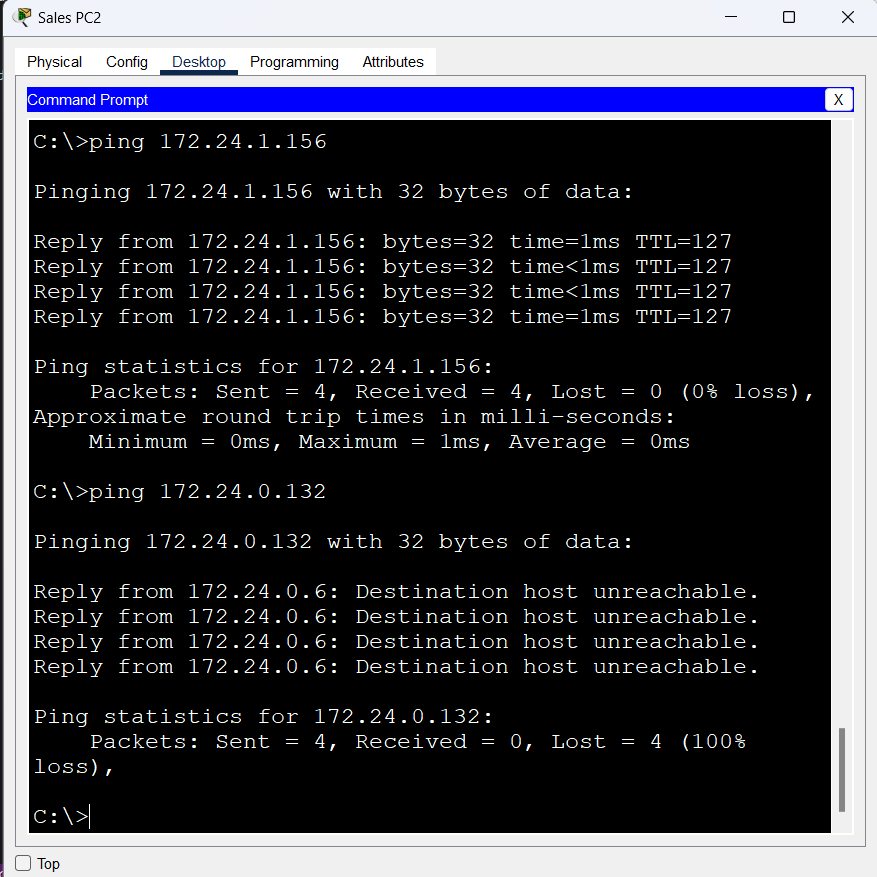 Sales PC2
Physical Config Desktop Programming Attributes
Command Prompt X
C:\>ping 172.24.1.156
Pinging 172.24.1.156 with 32 bytes of data:
Reply from 172.24.1.156: bytes=32 time=1ms TTL=127
Reply from 172.24.1.156: bytes=32 time<1ms TTL=127
Reply from 172.24.1.156: bytes=32 time<1ms TTL=127
Reply from 172.24.1.156: bytes=32 time=1ms TTL=127
Ping statistics for 172.24.1.156:
    Packets: Sent = 4, Received = 4, Lost = 0 (0% loss),
Approximate round trip times in milli-seconds:
    Minimum = 0ms, Maximum = 1ms, Average = 0ms
C:\>ping 172.24.0.132
Pinging 172.24.0.132 with 32 bytes of data:
Reply from 172.24.0.6: Destination host unreachable.
Reply from 172.24.0.6: Destination host unreachable.
Reply from 172.24.0.6: Destination host unreachable.
Reply from 172.24.0.6: Destination host unreachable.
Ping statistics for 172.24.0.132:
    Packets: Sent = 4, Received = 0, Lost = 4 (100%
loss),
C:\>
Top